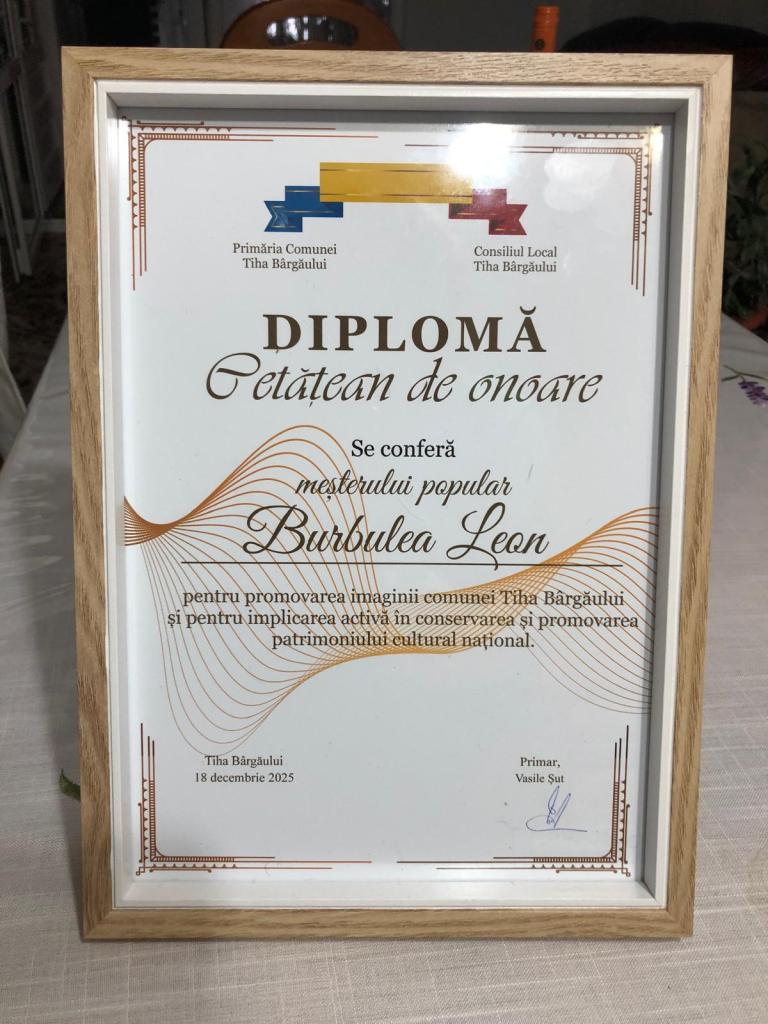 Primăria Comunei
Tiha Bârgăului
Consiliul Local
Tiha Bârgăului
DIPLOMĂ
Cetățean de onoare
Se conferă
meșterului popular
Burbulea Leon
pentru promovarea imaginii comunei Tiha Bârgăului
și pentru implicarea activă în conservarea și promovarea
patrimoniului cultural național.
Tiha Bârgăului
18 decembrie 2025
Primar,
Vasile Șut